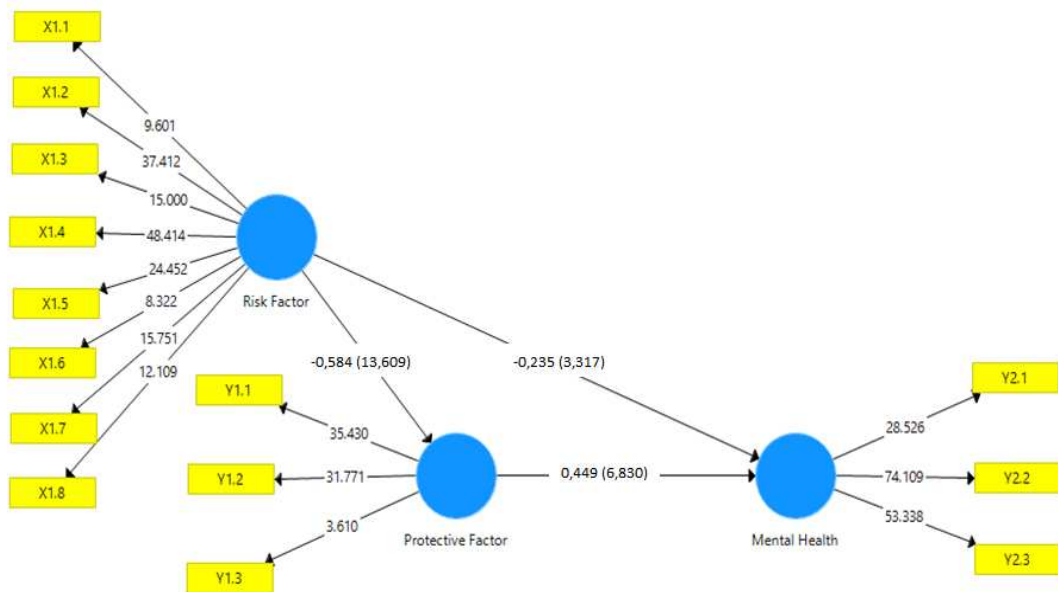 X1.1
X1.2
X1.3
X1.4
X1.5
X1.6
X1.7
X1.8
9.601
37.412
15.000
48.414
24.452
8.322
15.751
12.109
Risk Factor
-0,584 (13,609)
-0,235 (3,317)
Y1.1
Y1.2
Y1.3
35.430
31.771
3.610
Protective Factor
0,449 (6,830)
Mental Health
28.526
74.109
53.338
Y2.1
Y2.2
Y2.3